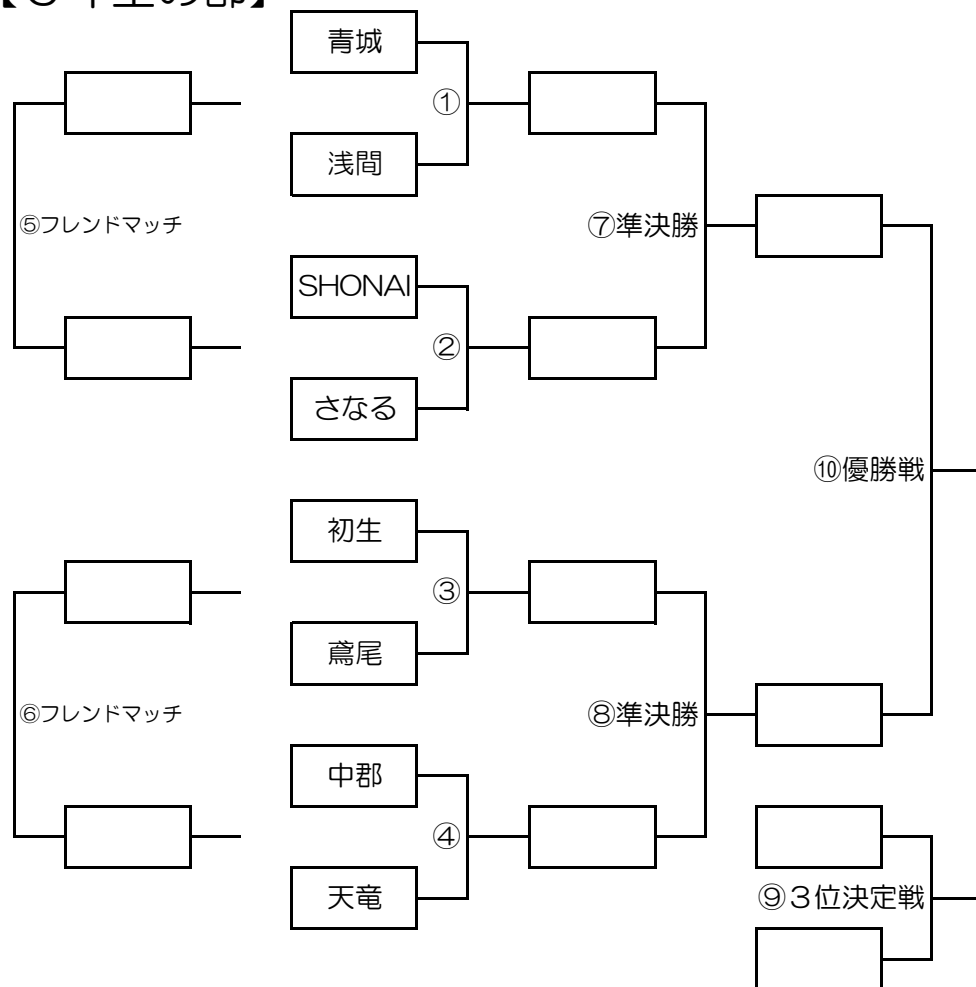 青城
①
浅間
⑤フレンドマッチ
⑦準決勝
SHONAI
②
さなる
⑩優勝戦
初生
③
鳶尾
⑥フレンドマッチ
⑧準決勝
中郡
④
天竜
⑨3位決定戦